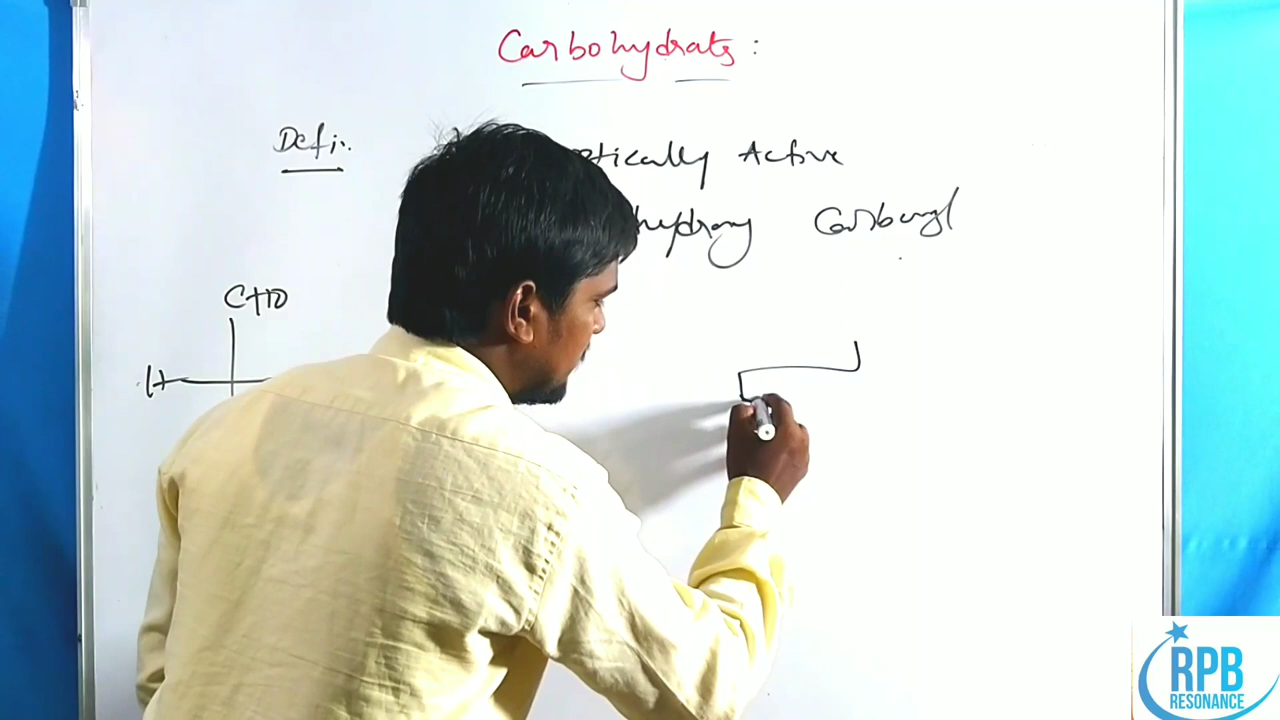 Carbohydrats :
Defi:
ptically Active
hydroxy Carbonyl
CHO
H
RPB
RESONANCE